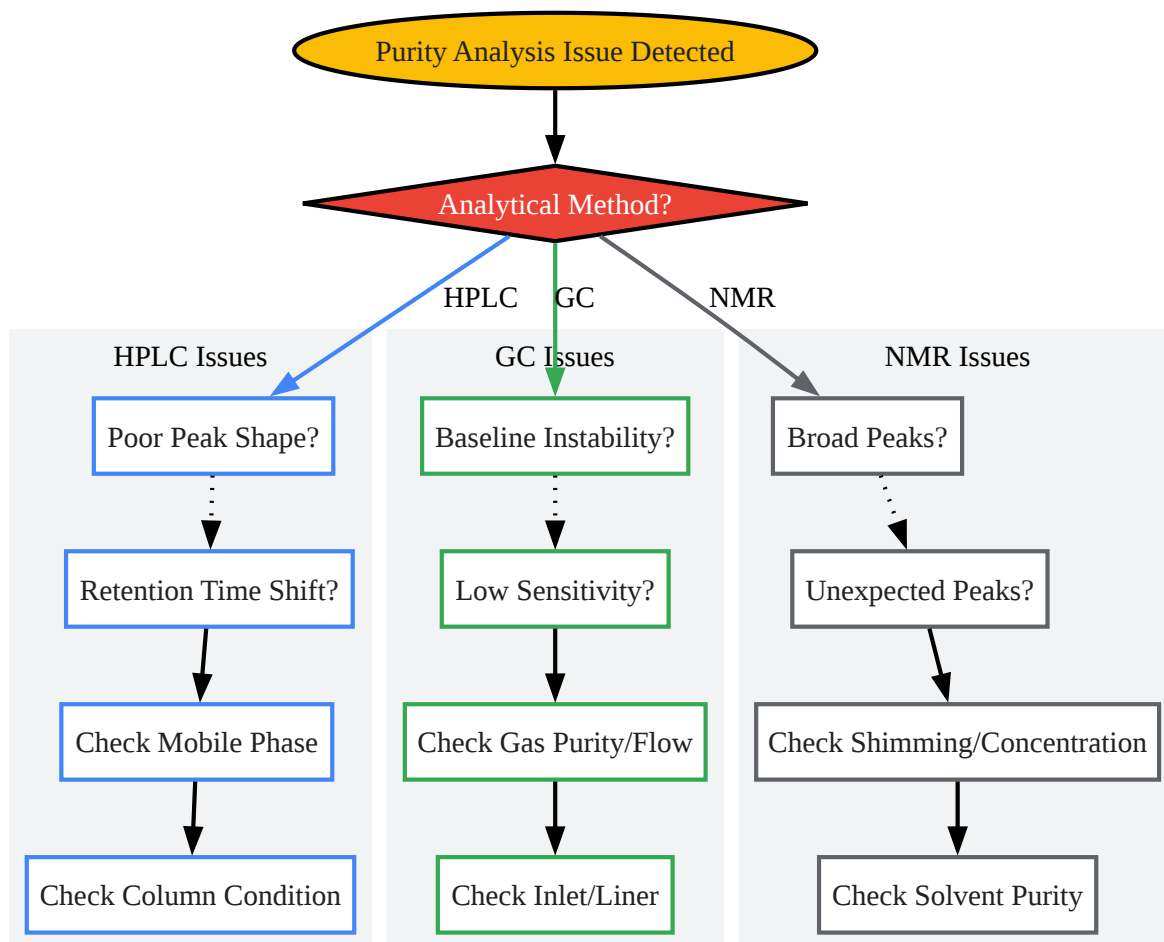 Purity Analysis Issue Detected
Analytical Method?
HPLC
GC
NMR
HPLC Issues
GC Issues
NMR Issues
Poor Peak Shape?
Baseline Instability?
Broad Peaks?
Retention Time Shift?
Low Sensitivity?
Unexpected Peaks?
Check Mobile Phase
Check Gas Purity/Flow
Check Shimming/Concentration
Check Column Condition
Check Inlet/Liner
Check Solvent Purity